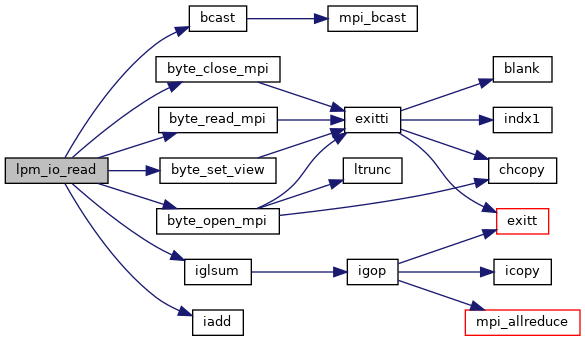 lpm_io_read
bcast
mpi_bcast
byte_close_mpi
byte_read_mpi
byte_set_view
byte_open_mpi
exitti
blank
indx1
chcopy
exitt
ltrunc
iglsum
igop
icopy
mpi_allreduce
iadd